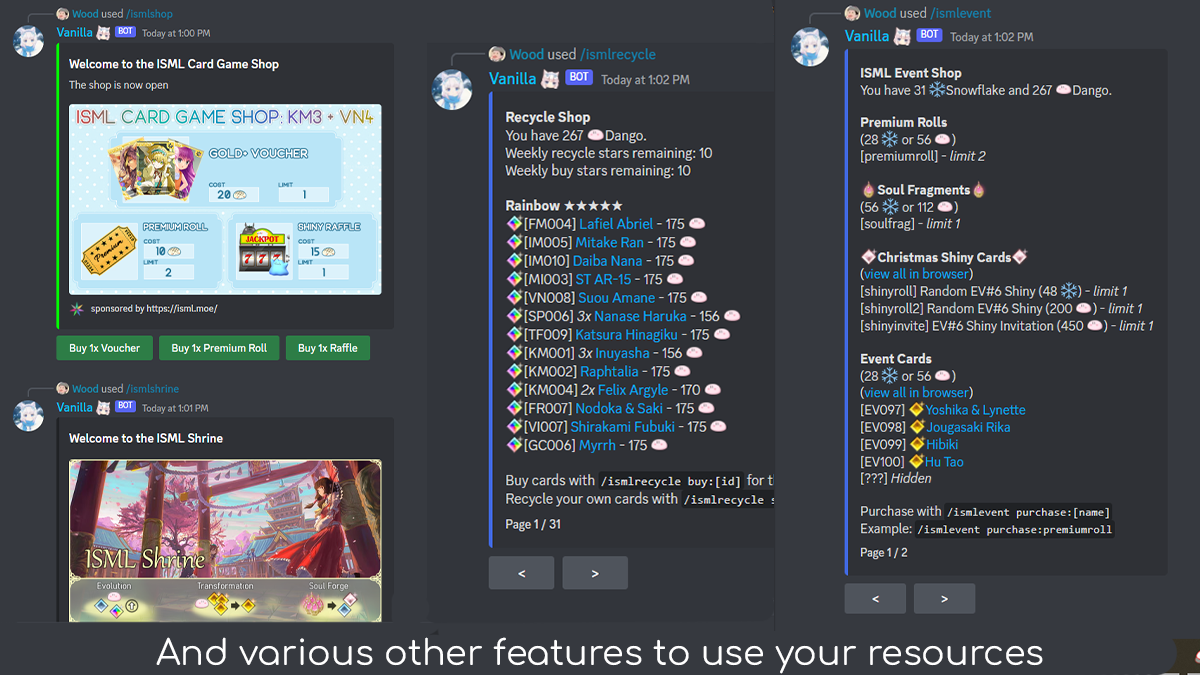 Wood used /ismlshop
Vanilla BOT Today at 1:00 PM
Welcome to the ISML Card Game Shop
The shop is now open
ISML CARD GAME SHOP: KM3 + VN4
GOLD+ VOUCHER
COST
20
LIMIT
1
Premium
PREMIUM ROLL
COST
10
LIMIT
2
JACKPOT
777
SHINY RAFFLE
COST
15
LIMIT
1
sponsored by https://isml.moe/
Buy 1x Voucher
Buy 1x Premium Roll
Buy 1x Raffle
Wood used /ismlshrine
Vanilla BOT Today at 1:01 PM
Welcome to the ISML Shrine
ISML Shrine
Evolution
Transformation
Soul Forge
Wood used /ismlrecycle
Vanilla BOT Today at 1:02 PM
Recycle Shop
You have 267 Dango.
Weekly recycle stars remaining: 10
Weekly buy stars remaining: 10
Rainbow ★★★★★
[FM004] Lafiel Abriel - 175
[IM005] Mitake Ran - 175
[IM010] Daiba Nana - 175
[MI003] ST AR-15 - 175
[VN008] Suou Amane - 175
[SP006] 3x Nanase Haruka - 156
[TF009] Katsura Hinagiku - 175
[KM001] 3x Inuyasha - 156
[KM002] Raphtalia - 175
[KM004] 2x Felix Argyle - 170
[FR007] Nodoka & Saki - 175
[VI007] Shirakami Fubuki - 175
[GC006] Myrrh - 175
Buy cards with /ismlrecycle buy:[id] for t
Recycle your own cards with /ismlrecycle s
Page 1 / 31
<
>
Wood used /ismlevent
Vanilla BOT Today at 1:02 PM
ISML Event Shop
You have 31 Snowflake and 267 Dango.
Premium Rolls
(28 or 56 )
[premiumroll] - limit 2
Soul Fragments
(56 or 112 )
[soulfrag] - limit 1
Christmas Shiny Cards
(view all in browser)
[shinyroll] Random EV#6 Shiny (48 ) - limit 1
[shinyroll2] Random EV#6 Shiny (200 ) - limit 1
[shinyinvite] EV#6 Shiny Invitation (450 ) - limit 1
Event Cards
(28 or 56 )
(view all in browser)
[EV097] Yoshika & Lynette
[EV098] Jougasaki Rika
[EV099] Hibiki
[EV100] Hu Tao
[???] Hidden
Purchase with /ismlevent purchase:[name]
Example: /ismlevent purchase:premiumroll
Page 1 / 2
<
>
And various other features to use your resources